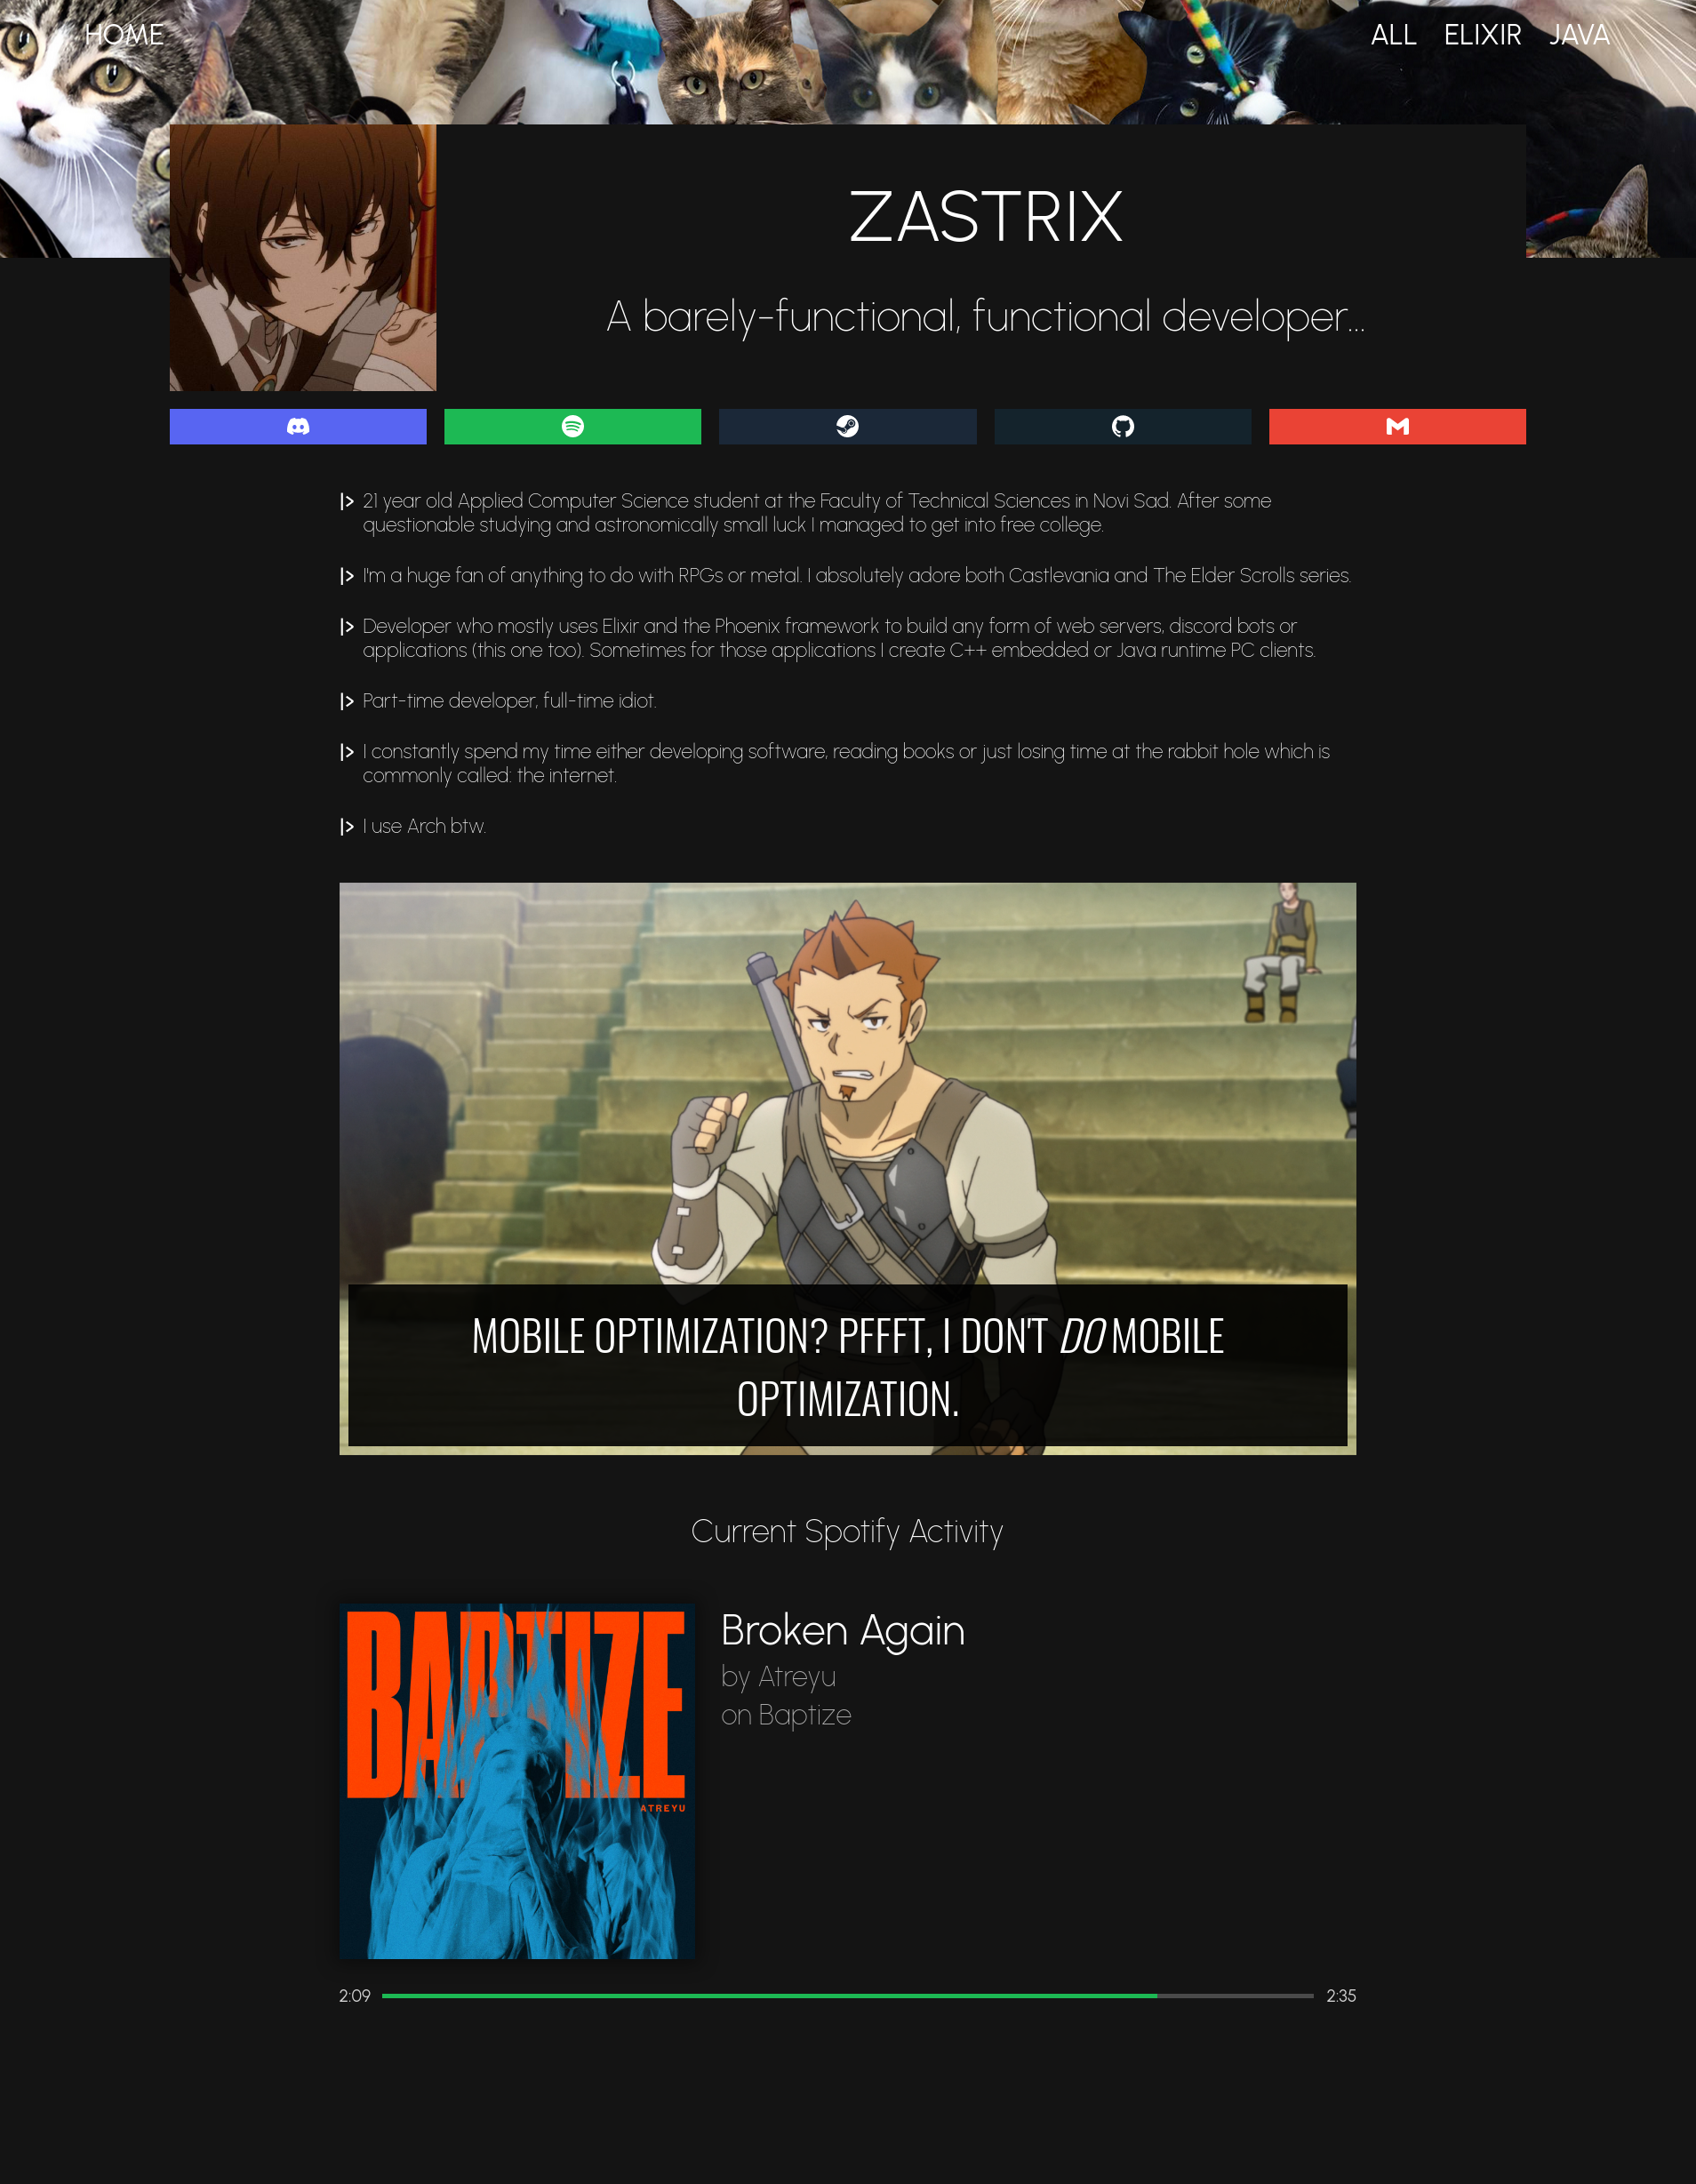 HOME
ALL ELIXIR JAVA
ZASTRIX
A barely-functional, functional developer...
|> 21 year old Applied Computer Science student at the Faculty of Technical Sciences in Novi Sad. After some
questionable studying and astronomically small luck I managed to get into free college.
|> I'm a huge fan of anything to do with RPGs or metal. I absolutely adore both Castlevania and The Elder Scrolls series.
|> Developer who mostly uses Elixir and the Phoenix framework to build any form of web servers, discord bots or
applications (this one too). Sometimes for those applications I create C++ embedded or Java runtime PC clients.
|> Part-time developer, full-time idiot.
|> I constantly spend my time either developing software, reading books or just losing time at the rabbit hole which is
commonly called: the internet.
|> I use Arch btw.
MOBILE OPTIMIZATION? PFFFT, I DON'T DO MOBILE
OPTIMIZATION.
Current Spotify Activity
BAPTIZE
ATREYU
Broken Again
by Atreyu
on Baptize
2:09
2:35